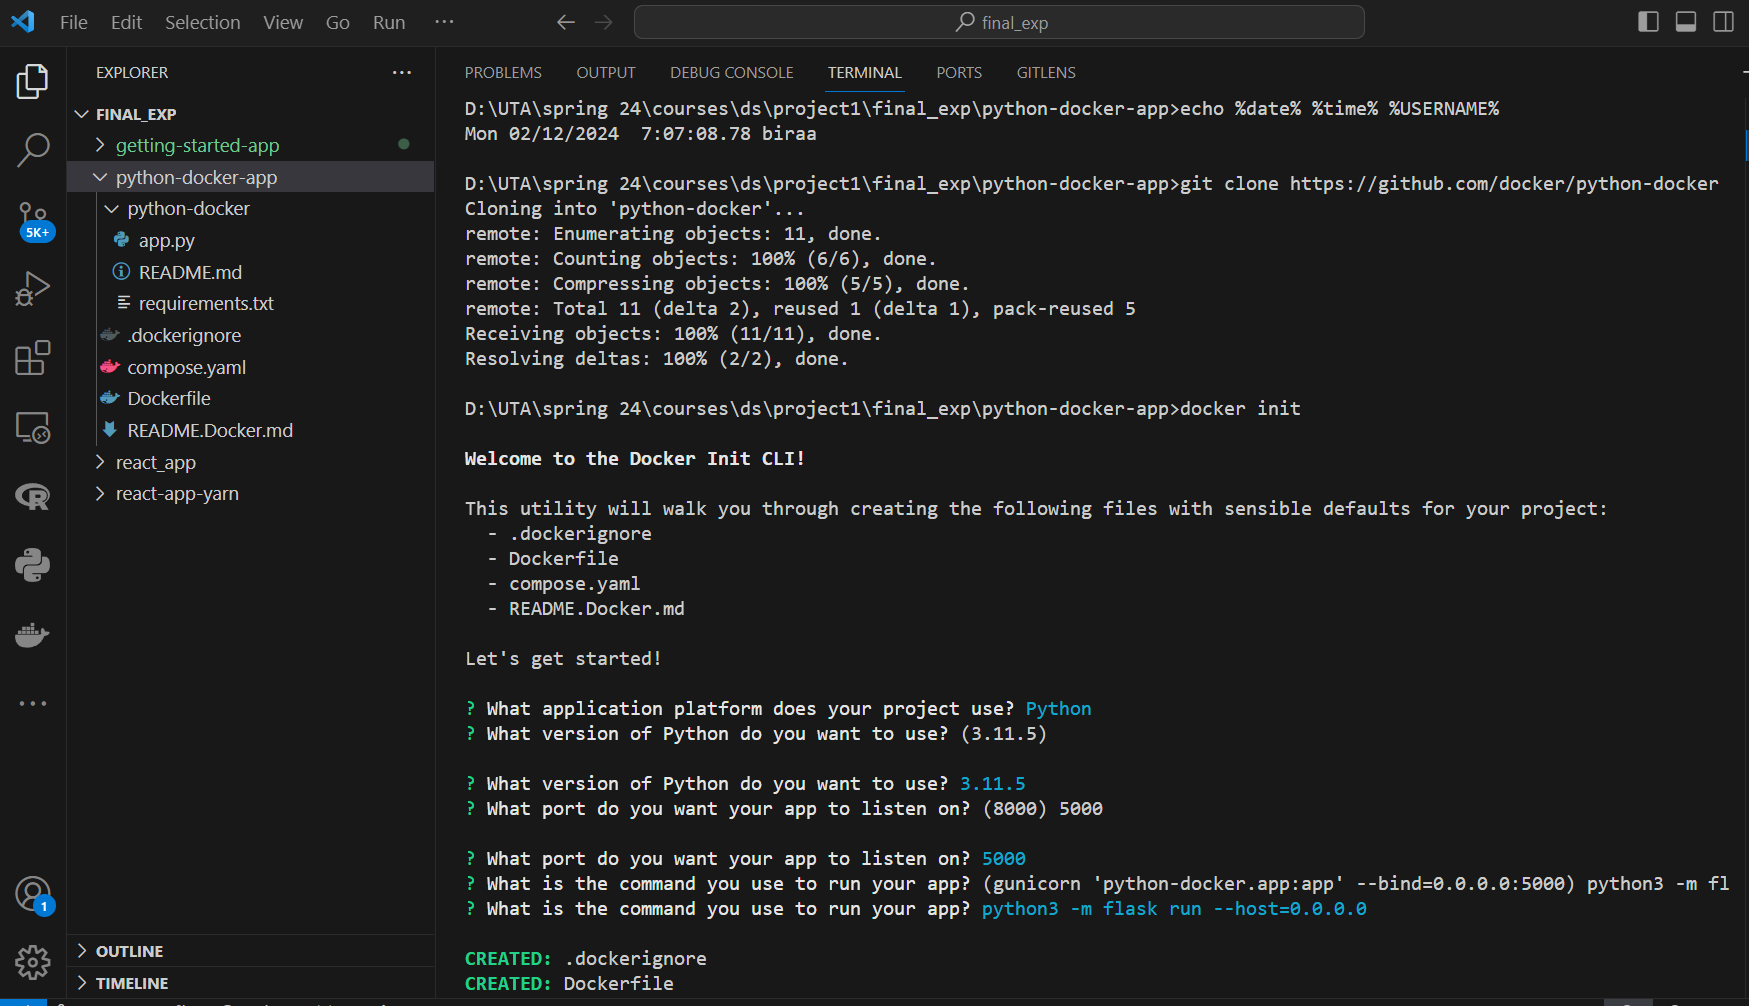 File Edit Selection View Go Run ...
final_exp
EXPLORER ...
FINAL_EXP
getting-started-app
python-docker-app
python-docker
app.py
README.md
requirements.txt
.dockerignore
compose.yaml
Dockerfile
README.Docker.md
react_app
react-app-yarn
OUTLINE
TIMELINE
5K+
1
PROBLEMS OUTPUT DEBUG CONSOLE TERMINAL PORTS GITLENS
D:\UTA\spring 24\courses\ds\project1\final_exp\python-docker-app>echo %date% %time% %USERNAME%
Mon 02/12/2024  7:07:08.78 biraa
D:\UTA\spring 24\courses\ds\project1\final_exp\python-docker-app>git clone https://github.com/docker/python-docker
Cloning into 'python-docker'...
remote: Enumerating objects: 11, done.
remote: Counting objects: 100% (6/6), done.
remote: Compressing objects: 100% (5/5), done.
remote: Total 11 (delta 2), reused 1 (delta 1), pack-reused 5
Receiving objects: 100% (11/11), done.
Resolving deltas: 100% (2/2), done.
D:\UTA\spring 24\courses\ds\project1\final_exp\python-docker-app>docker init
Welcome to the Docker Init CLI!
This utility will walk you through creating the following files with sensible defaults for your project:
- .dockerignore
- Dockerfile
- compose.yaml
- README.Docker.md
Let's get started!
? What application platform does your project use? Python
? What version of Python do you want to use? (3.11.5)
? What version of Python do you want to use? 3.11.5
? What port do you want your app to listen on? (8000) 5000
? What port do you want your app to listen on? 5000
? What is the command you use to run your app? (gunicorn 'python-docker.app:app' --bind=0.0.0.0:5000) python3 -m fl
? What is the command you use to run your app? python3 -m flask run --host=0.0.0.0
CREATED: .dockerignore
CREATED: Dockerfile